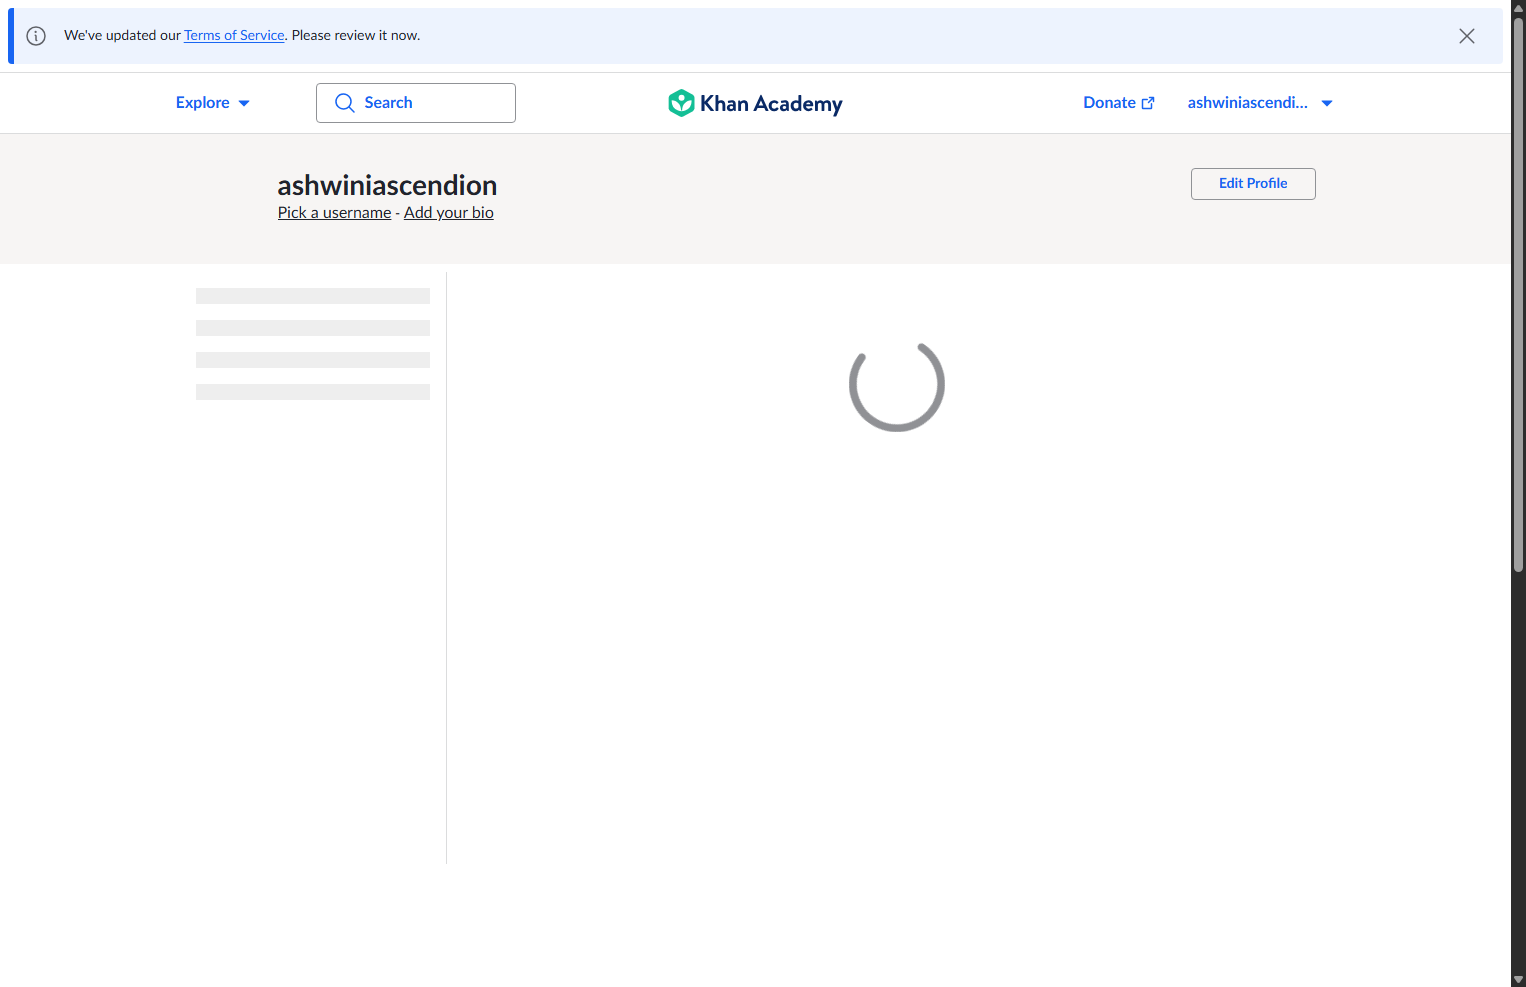 We've updated our Terms of Service. Please review it now.
Explore
Search
Khan Academy
Donate
ashwiniascendi...
ashwiniascendion
Pick a username - Add your bio
Edit Profile